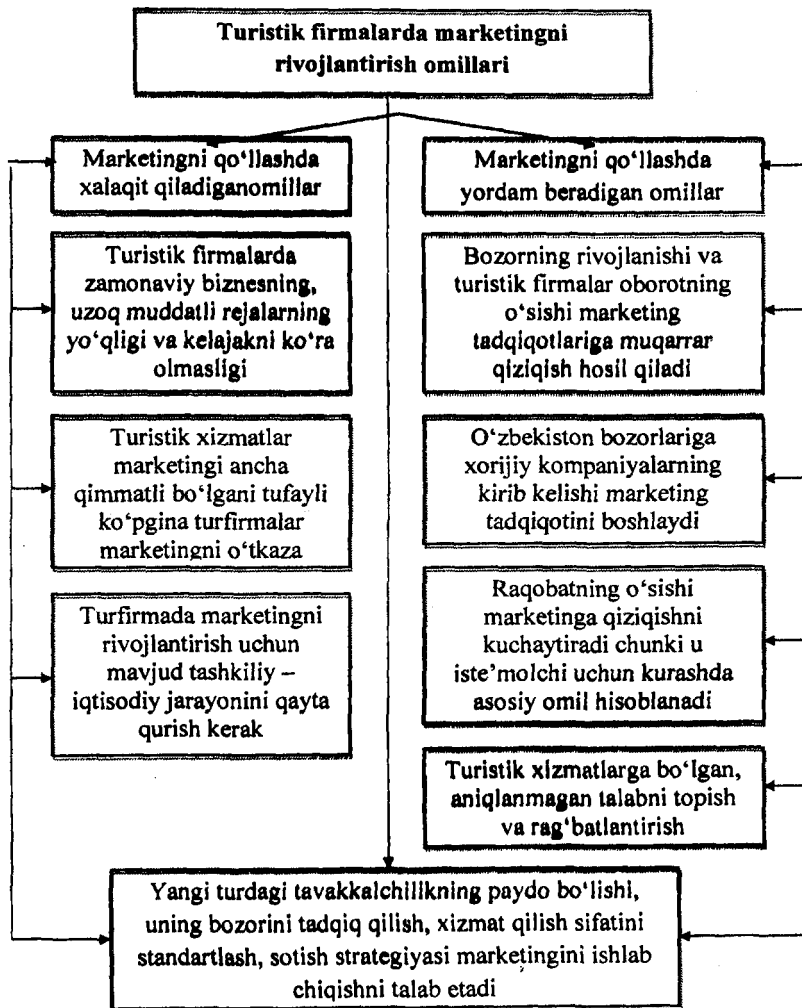 Turistik firmalarda marketingni
rivojlantirish omillari
Marketingni qo‘llashda
xalaqit qiladiganomillar
Turistik firmalarda
zamonaviy biznesning,
uzoq muddatli rejalarning
yo‘qligi va kelajakni ko‘ra
olmasligi
Turistik xizmatlar
marketingi ancha
qimmatli bo‘lgani tufayli
ko‘pgina turfirmalar
marketingni o‘tkaza
Turfirmada marketingni
rivojlantirish uchun
mavjud tashkiliy –
iqtisodiy jarayonini qayta
qurish kerak
Marketingni qo‘llashda
yordam beradigan omillar
Bozorning rivojlanishi va
turistik firmalar oborotning
o‘sishi marketing
tadqiqotlariga muqarrar
qiziqish hosil qiladi
O‘zbekiston bozorlariga
xorijiy kompaniyalarning
kirib kelishi marketing
tadqiqotini boshlaydi
Raqobatning o‘sishi
marketinga qiziqishni
kuchaytiradi chunki u
iste’molchi uchun kurashda
asosiy omil hisoblanadi
Turistik xizmatlarga bo‘lgan,
aniqlanmagan talabni topish
va rag‘batlantirish
Yangi turdagi tavakkalchilikning paydo bo‘lishi,
uning bozorini tadqiq qilish, xizmat qilish sifatini
standartlash, sotish strategiyasi marketingini ishlab
chiqishni talab etadi